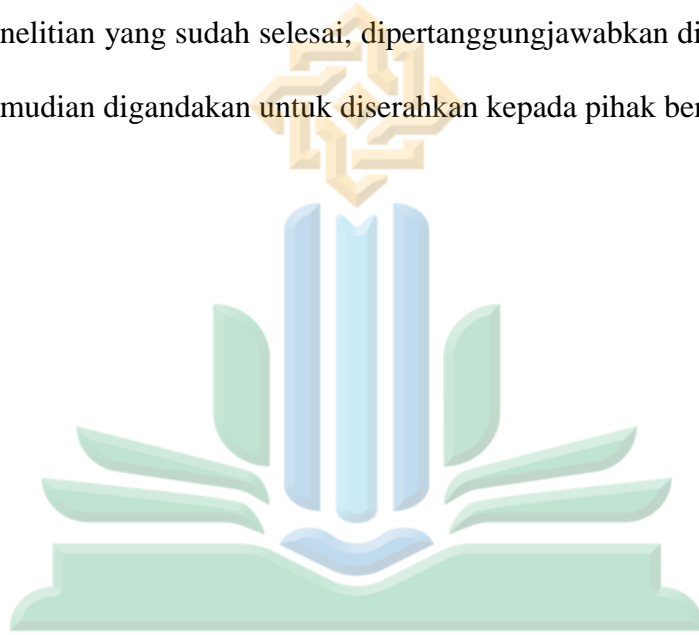 nelitian yang sudah selesai, dipertanggungjawabkan di
mudian digandakan untuk diserahkan kepada pihak ber